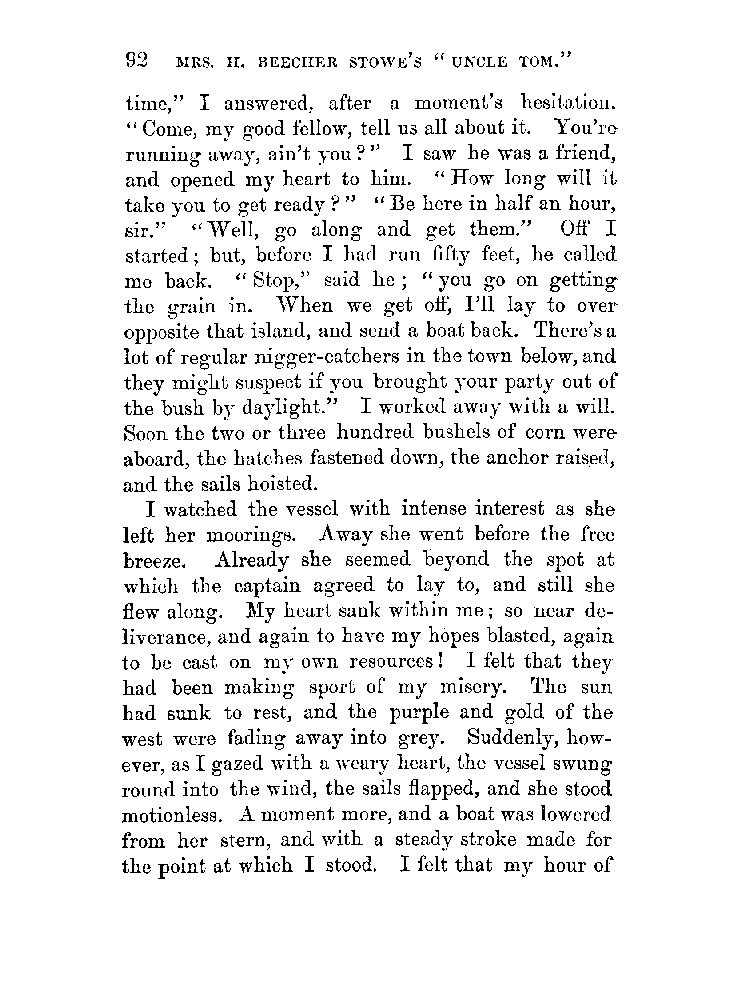 92 MRS. H. BEECHER STOWE'S "UNCLE TOM."
time," I answered, after a moment's hesitation.
"Come, my good fellow, tell us all about it. You're
running away, ain't you?" I saw he was a friend,
and opened my heart to him. "How long will it
take you to get ready?" "Be here in half an hour,
sir." "Well, go along and get them." Off I
started; but, before I had run fifty feet, he called
me back. "Stop," said he; "you go on getting
the grain in. When we get off, I'll lay to over
opposite that island, and send a boat back. There's a
lot of regular nigger-catchers in the town below, and
they might suspect if you brought your party out of
the bush by daylight." I worked away with a will.
Soon the two or three hundred bushels of corn were
aboard, the hatches fastened down, the anchor raised,
and the sails hoisted.
I watched the vessel with intense interest as she
left her moorings. Away she went before the free
breeze. Already she seemed beyond the spot at
which the captain agreed to lay to, and still she
flew along. My heart sank within me; so near de-
liverance, and again to have my hopes blasted, again
to be cast on my own resources! I felt that they
had been making sport of my misery. The sun
had sunk to rest, and the purple and gold of the
west were fading away into grey. Suddenly, how-
ever, as I gazed with a weary heart, the vessel swung
round into the wind, the sails flapped, and she stood
motionless. A moment more, and a boat was lowered
from her stern, and with a steady stroke made for
the point at which I stood. I felt that my hour of